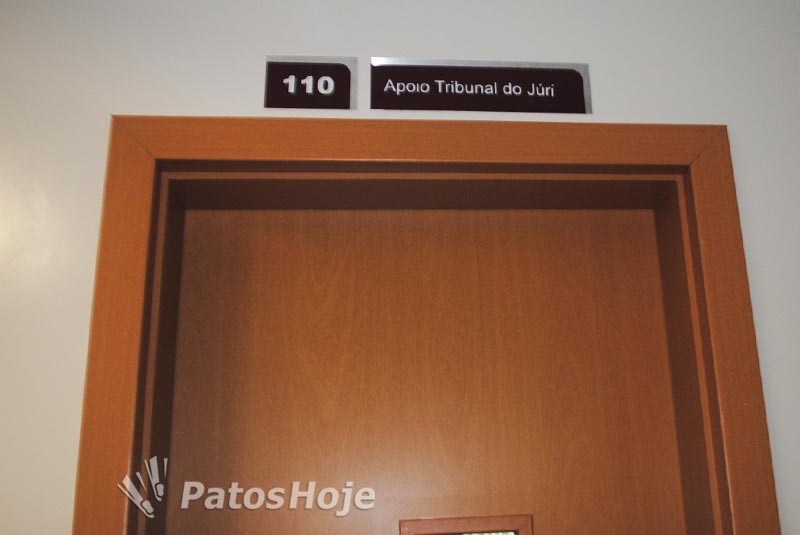 110
Apoio Tribunal do Júri
PatosHoje